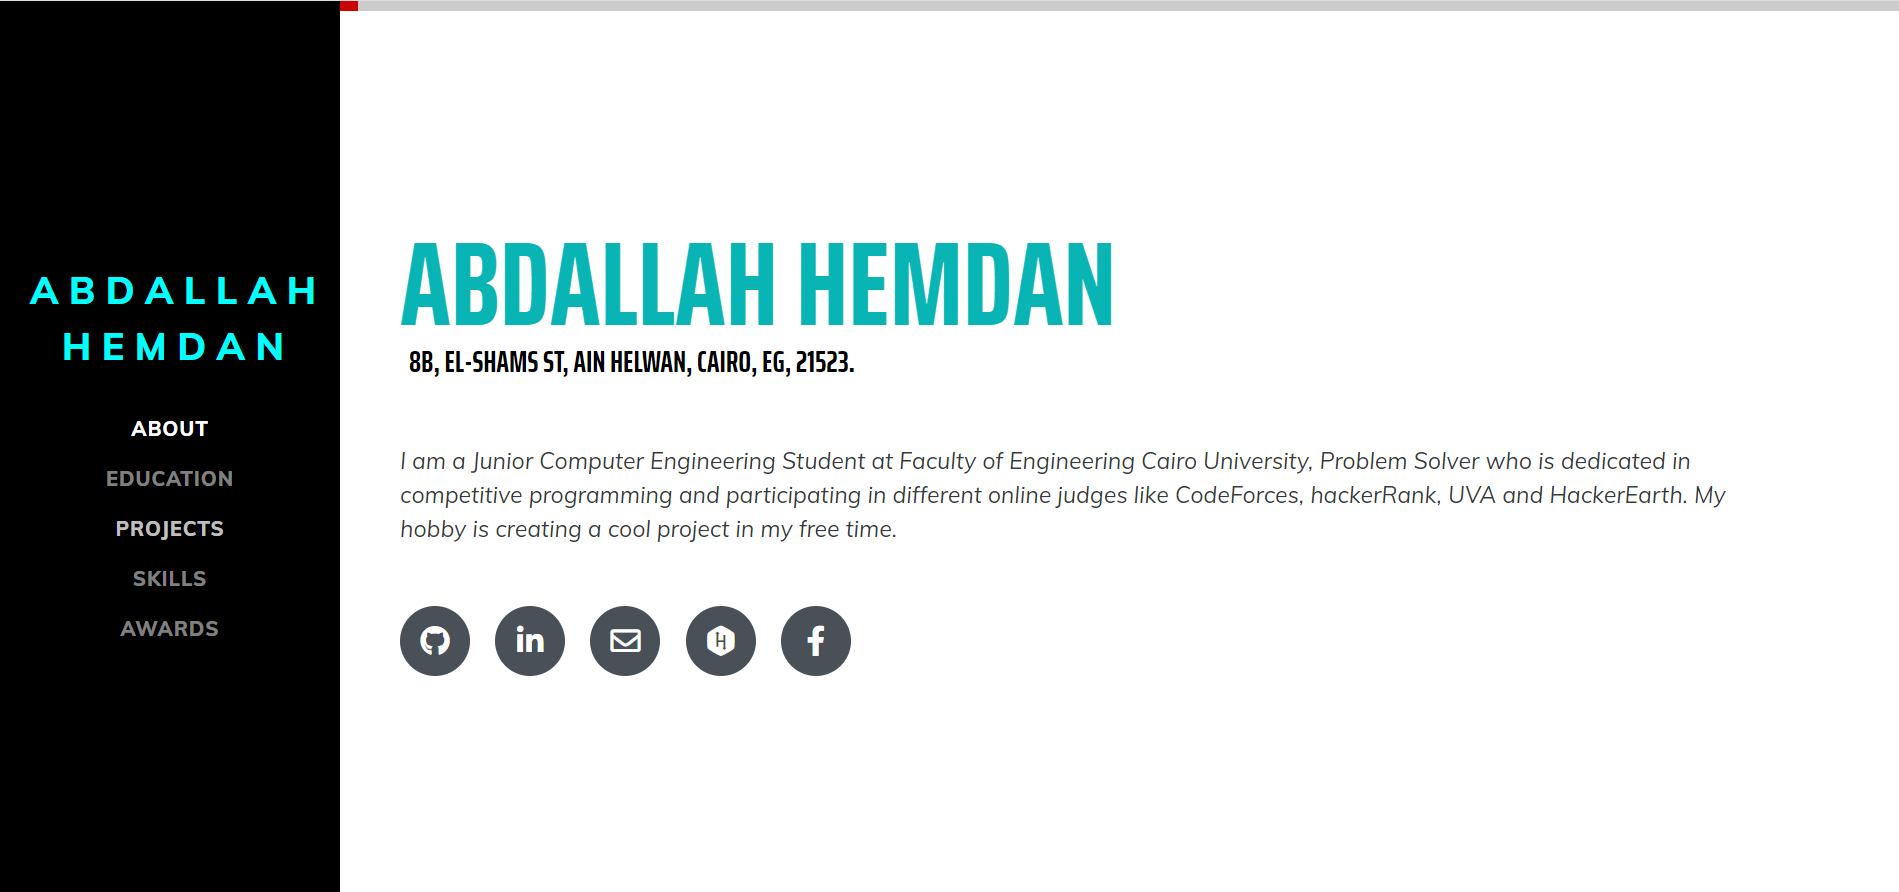 ABDALLAH
HEMDAN
ABOUT
EDUCATION
PROJECTS
SKILLS
AWARDS
ABDALLAH HEMDAN
8B, EL-SHAMS ST, AIN HELWAN, CAIRO, EG, 21523.
I am a Junior Computer Engineering Student at Faculty of Engineering Cairo University, Problem Solver who is dedicated in
competitive programming and participating in different online judges like CodeForces, hackerRank, UVA and HackerEarth. My
hobby is creating a cool project in my free time.